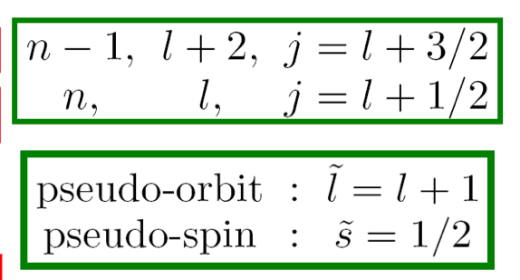 n − 1, l + 2, j = l + 3/2
n, l, j = l + 1/2
pseudo-orbit : l̃ = l + 1
pseudo-spin : s̃ = 1/2